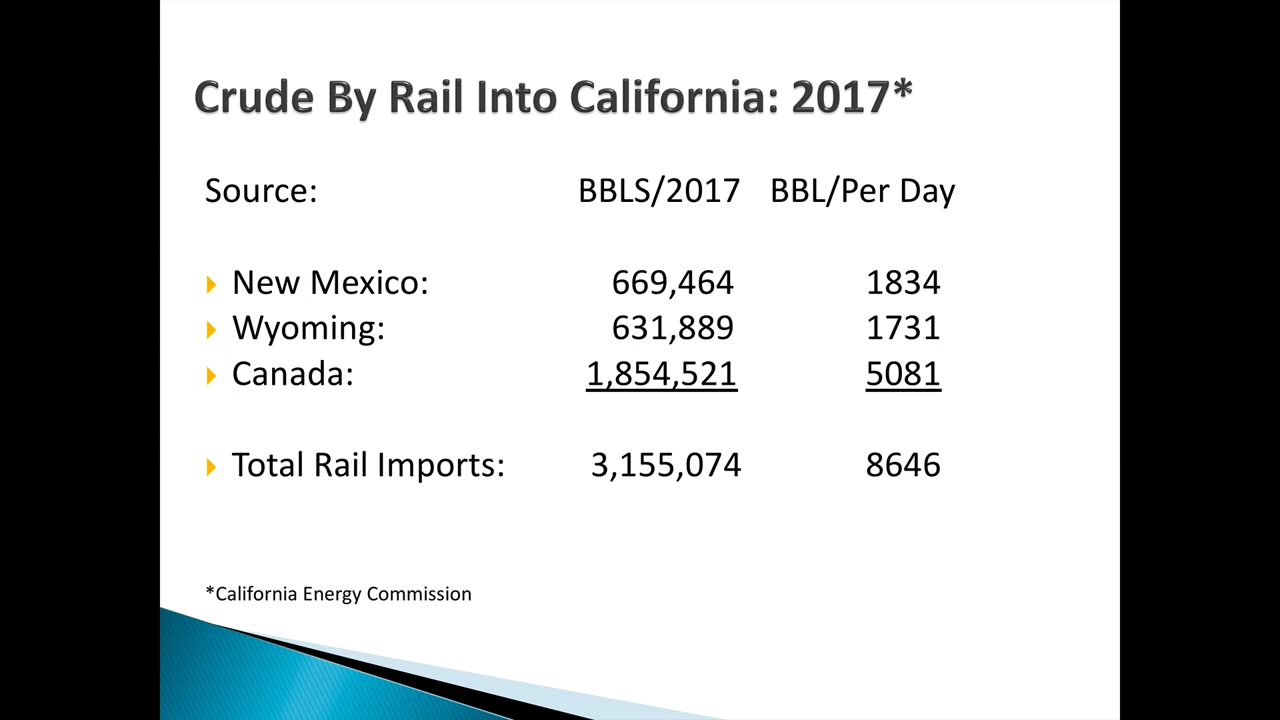 Crude By Rail Into California: 2017*
Source: BBLS/2017 BBL/Per Day
New Mexico: 669,464 1834
Wyoming: 631,889 1731
Canada: 1,854,521 5081
Total Rail Imports: 3,155,074 8646
*California Energy Commission